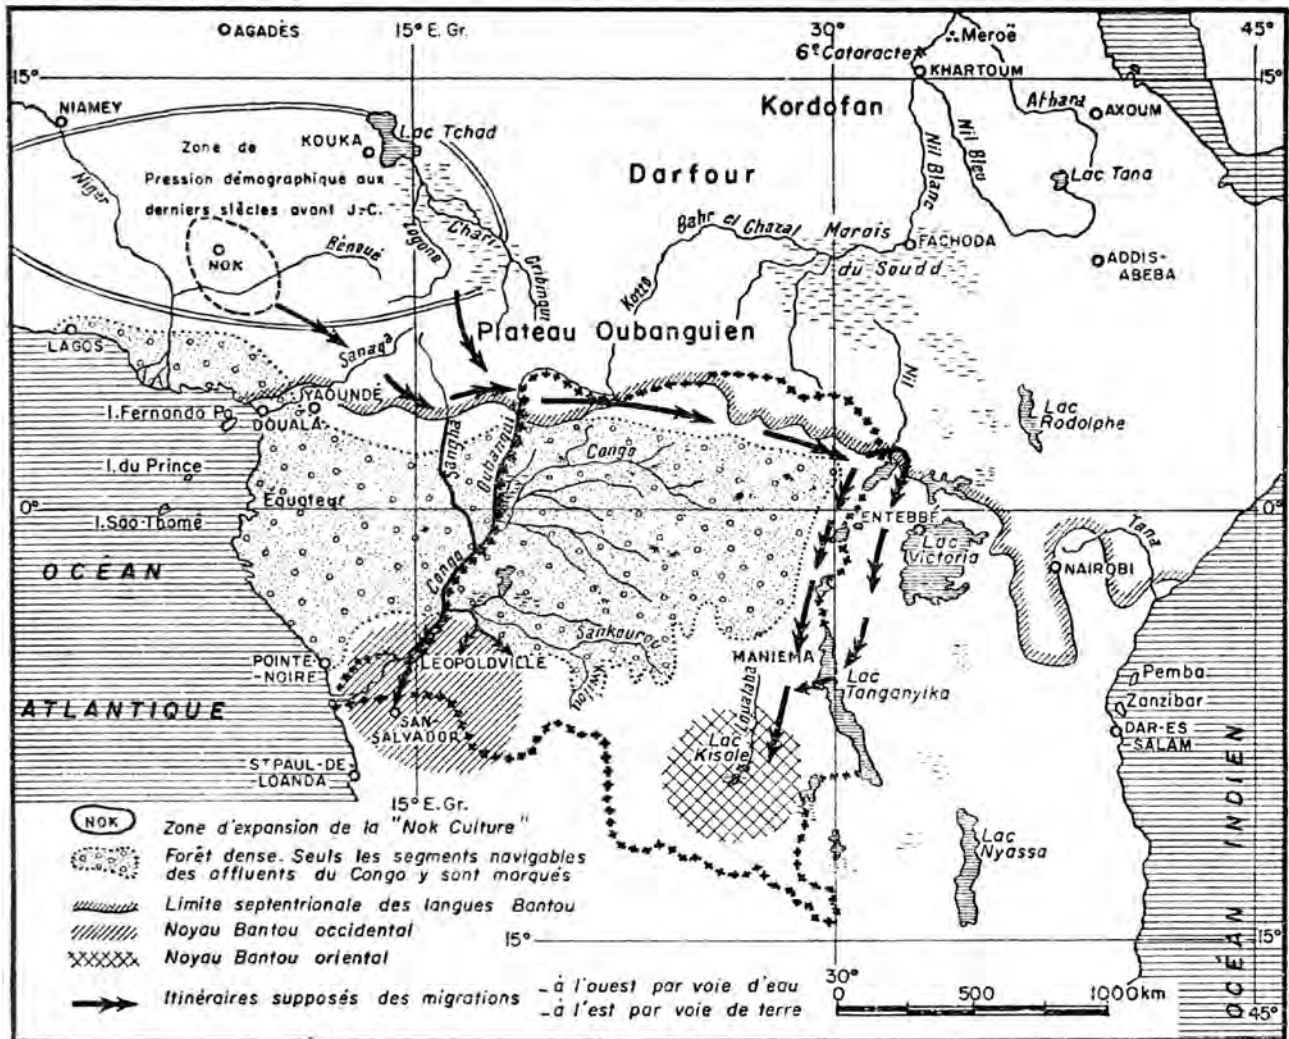 15° E. Gr.
30°
45°
AGADÈS
Meroë
6e Cataracte
KHARTOUM
15°
15°
NIAMEY
Kordofan
Atbara
AXOUM
KOUKA
Lac Tchad
Zone de
Pression démographique aux
derniers siècles avant J.-C.
Niger
Darfour
Nil Blanc
Nil Bleu
Lac Tana
Logone
Chari
Gribingui
Bénoué
NOK
Bahr el Ghazal
Marais
du Soudd
FACHODA
ADDIS-
ABEBA
Kotto
Plateau Oubanguien
LAGOS
Sanaga
Nil
YAOUNDÉ
I. Fernando Po
DOUALA
Lac
Rodolphe
Sangha
Oubangui
Congo
I. du Prince
Équateur
0°
0°
I. Sao-Thomé
ENTEBBÉ
Lac
Victoria
Tana
NAIROBI
OCÉAN
ATLANTIQUE
Congo
Sankourou
Kwilou
POINTE
-NOIRE
LÉOPOLDVILLE
MANIEMA
Lac
Tanganyika
Loualaba
Pemba
Zanzibar
DAR-ES
-SALAM
SAN-
SALVADOR
Lac
Kisale
St PAUL-DE-
LOANDA
Lac
Nyassa
OCÉAN INDIEN
15° E. Gr.
NOK
Zone d'expansion de la "Nok Culture"
Forêt dense. Seuls les segments navigables
des affluents du Congo y sont marqués
Limite septentrionale des langues Bantou
Noyau Bantou occidental
Noyau Bantou oriental
Itinéraires supposés des migrations
- à l'ouest par voie d'eau
- à l'est par voie de terre
15°
15°
30°
0
500
1000 km
45°